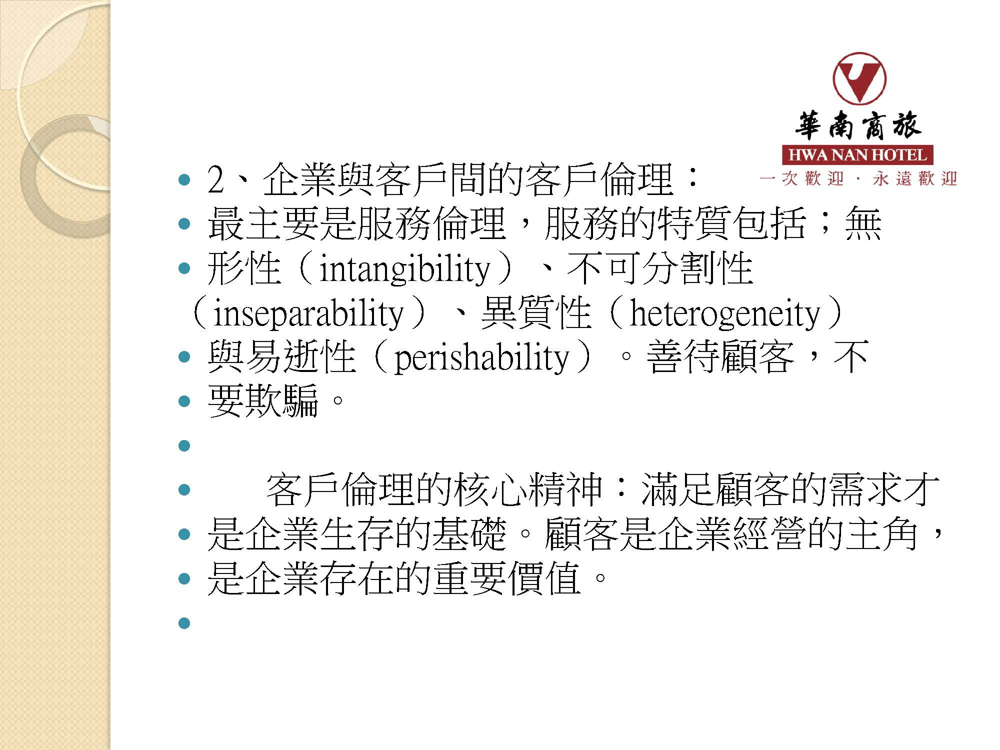 華南商旅
HWA NAN HOTEL
一次歡迎．永遠歡迎
2、企業與客戶間的客戶倫理：
最主要是服務倫理，服務的特質包括；無
形性（intangibility）、不可分割性
（inseparability）、異質性（heterogeneity）
與易逝性（perishability）。善待顧客，不
要欺騙。
客戶倫理的核心精神：滿足顧客的需求才
是企業生存的基礎。顧客是企業經營的主角，
是企業存在的重要價值。